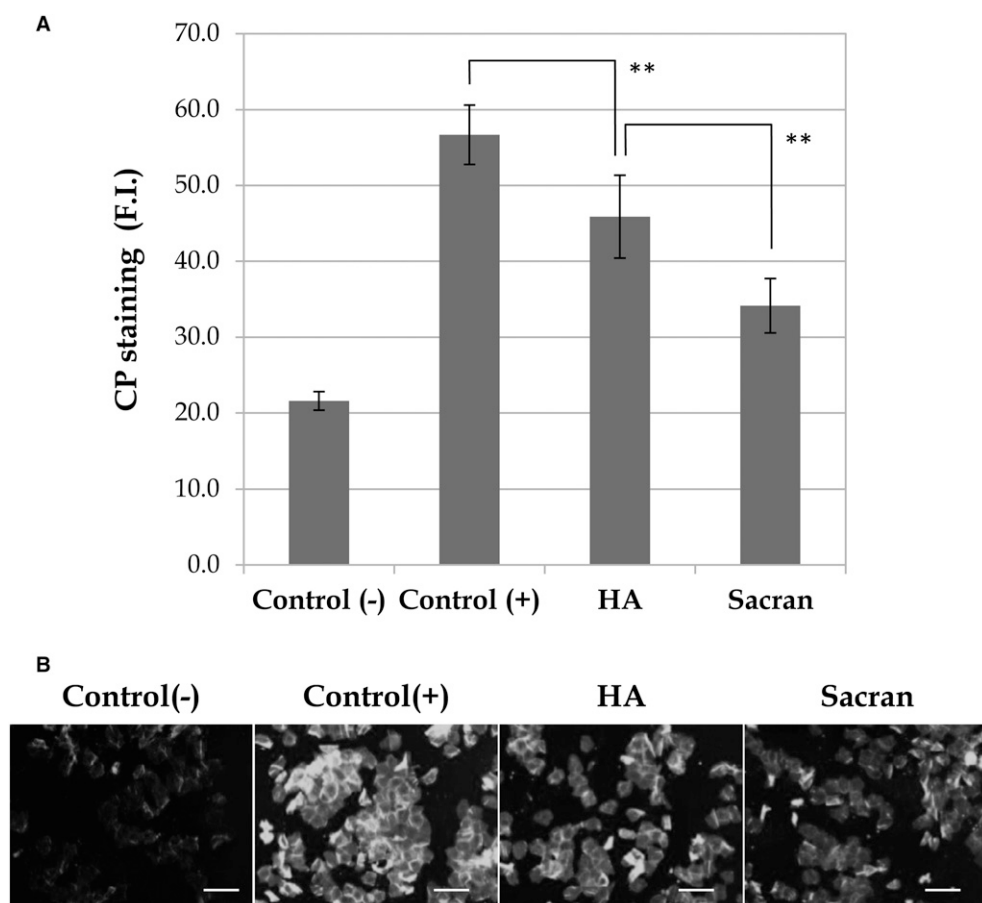 A
70.0
60.0
50.0
40.0
30.0
20.0
10.0
0.0
CP staining (F.I.)
**
**
Control (-) Control (+) HA Sacran
B
Control(-) Control(+) HA Sacran